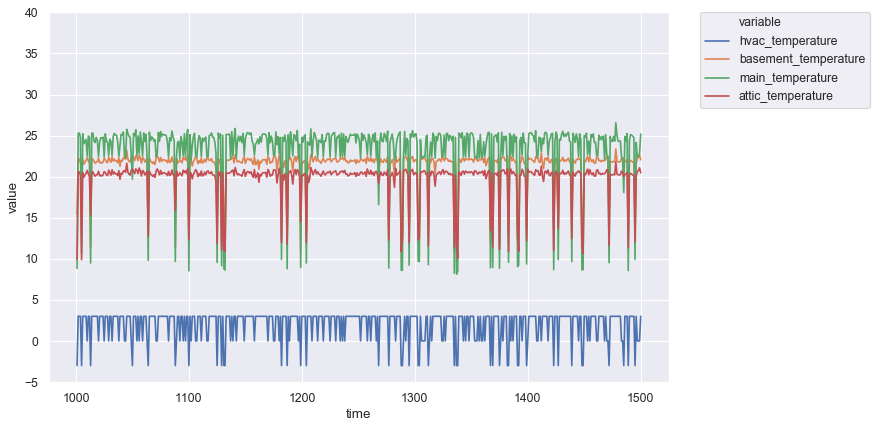 40
35
30
25
20
15
10
5
0
−5
value
1000
1100
1200
1300
1400
1500
time
variable
hvac_temperature
basement_temperature
main_temperature
attic_temperature